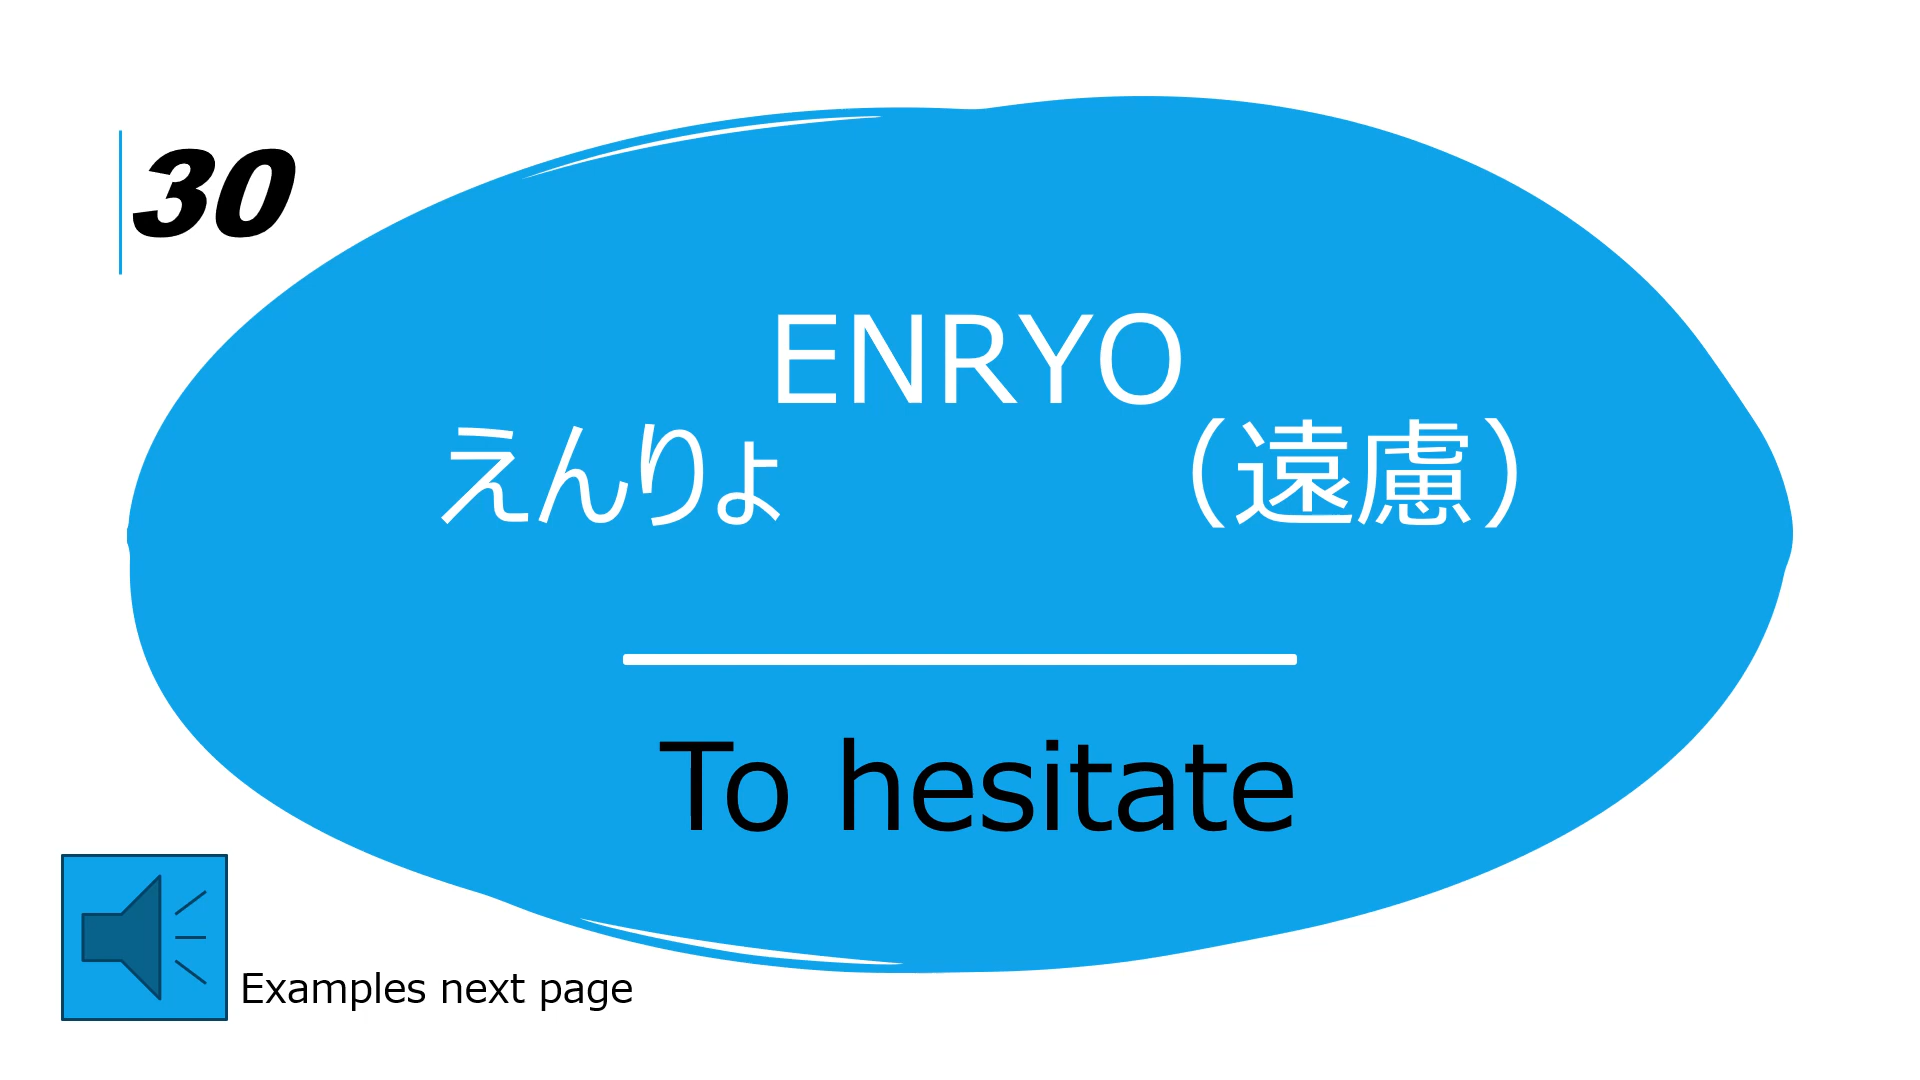 30
ENRYO
えんりょ （遠慮）
To hesitate
Examples next page